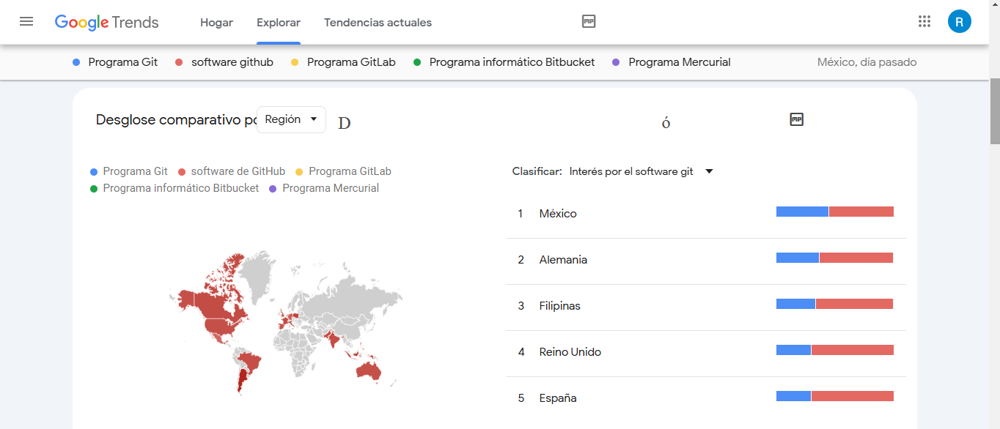 Google Trends Hogar Explorar Tendencias actuales MP R
Programa Git software github Programa GitLab Programa informático Bitbucket Programa Mercurial México, día pasado
Desglose comparativo po Región D ó MP
Programa Git software de GitHub Programa GitLab
Programa informático Bitbucket Programa Mercurial
Clasificar: Interés por el software git
1 México
2 Alemania
3 Filipinas
4 Reino Unido
5 España